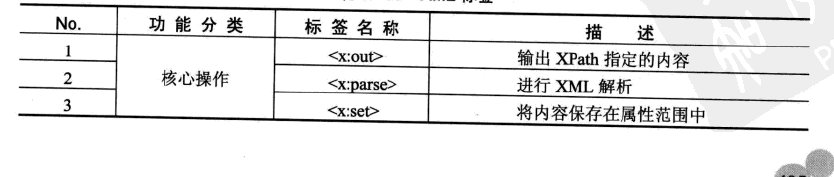 标签
No. 功能分类 标签名称 描述
1 核心操作 <x:out> 输出 XPath 指定的内容
2 <x:parse> 进行 XML 解析
3 <x:set> 将内容保存在属性范围中